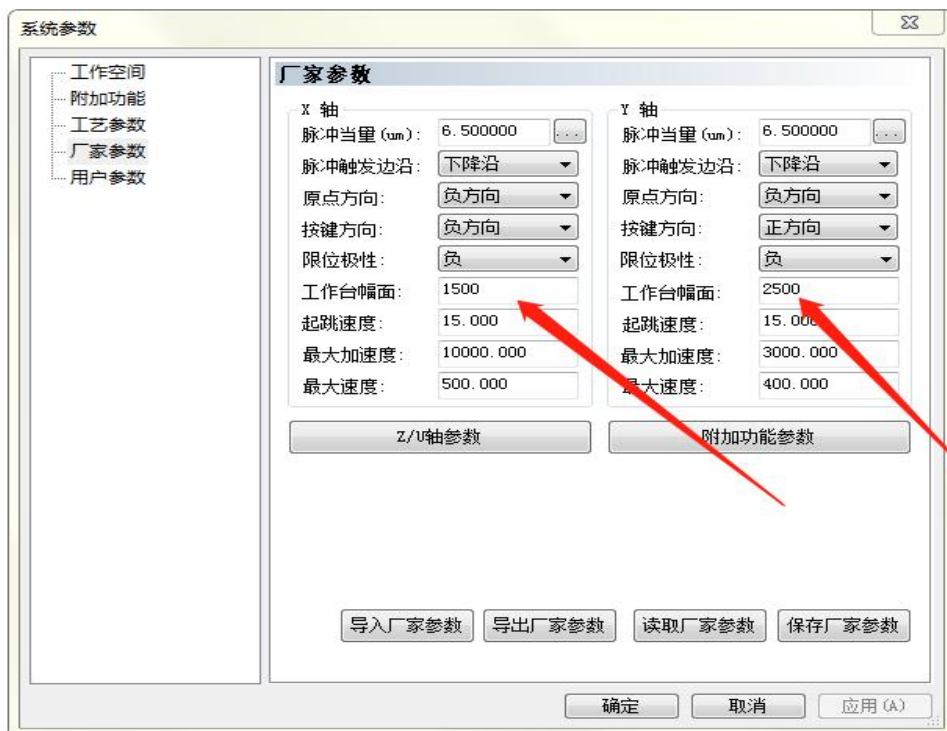 系统参数
工作空间
附加功能
工艺参数
厂家参数
用户参数
厂家参数
X 轴
脉冲当量(um): 6.500000 ...
脉冲触发边沿: 下降沿
原点方向: 负方向
按键方向: 负方向
限位极性: 负
工作台幅面: 1500
起跳速度: 15.000
最大加速度: 10000.000
最大速度: 500.000
Y 轴
脉冲当量(um): 6.500000 ...
脉冲触发边沿: 下降沿
原点方向: 负方向
按键方向: 正方向
限位极性: 负
工作台幅面: 2500
起跳速度: 15.000
最大加速度: 3000.000
最大速度: 400.000
Z/U轴参数
附加功能参数
导入厂家参数 导出厂家参数 读取厂家参数 保存厂家参数
确定 取消 应用(A)